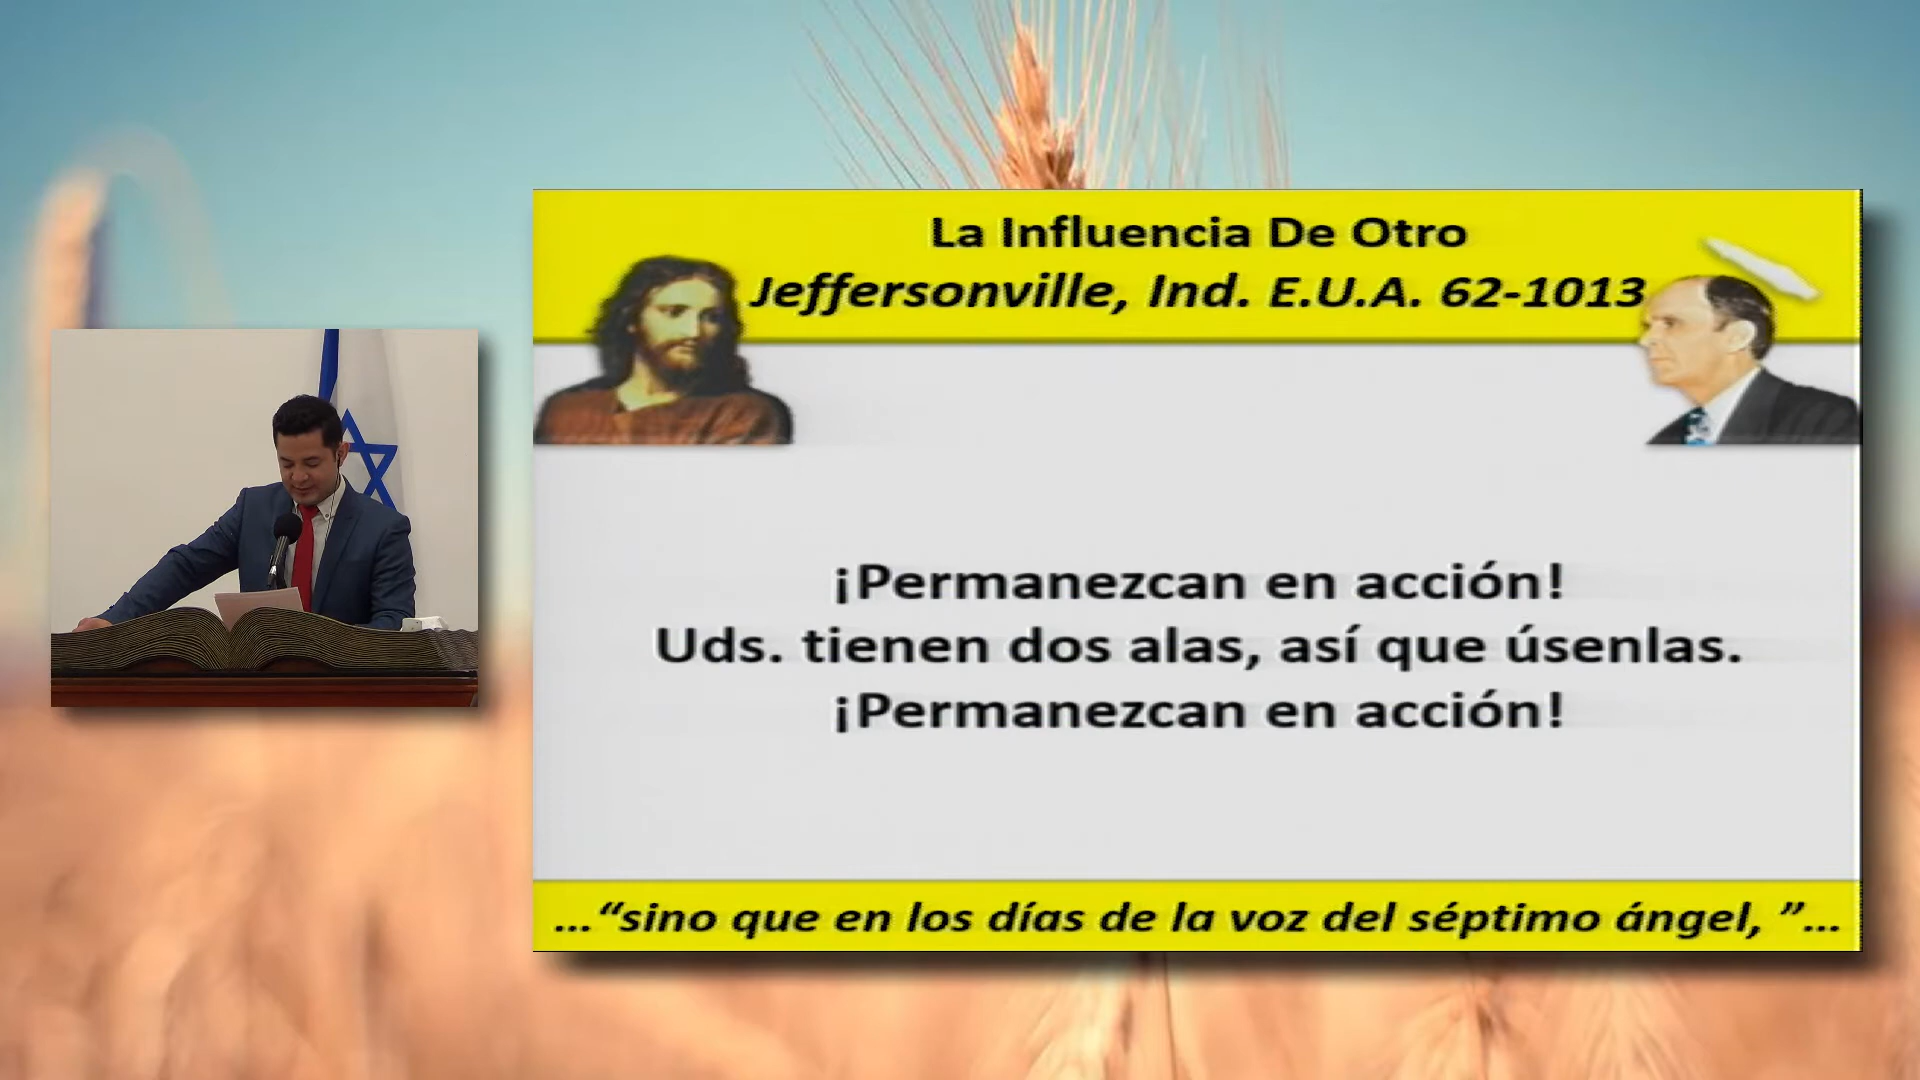 La Influencia De Otro
Jeffersonville, Ind. E.U.A. 62-1013
¡Permanezcan en acción!
Uds. tienen dos alas, así que úsenlas.
¡Permanezcan en acción!
...“sino que en los días de la voz del séptimo ángel, ”...